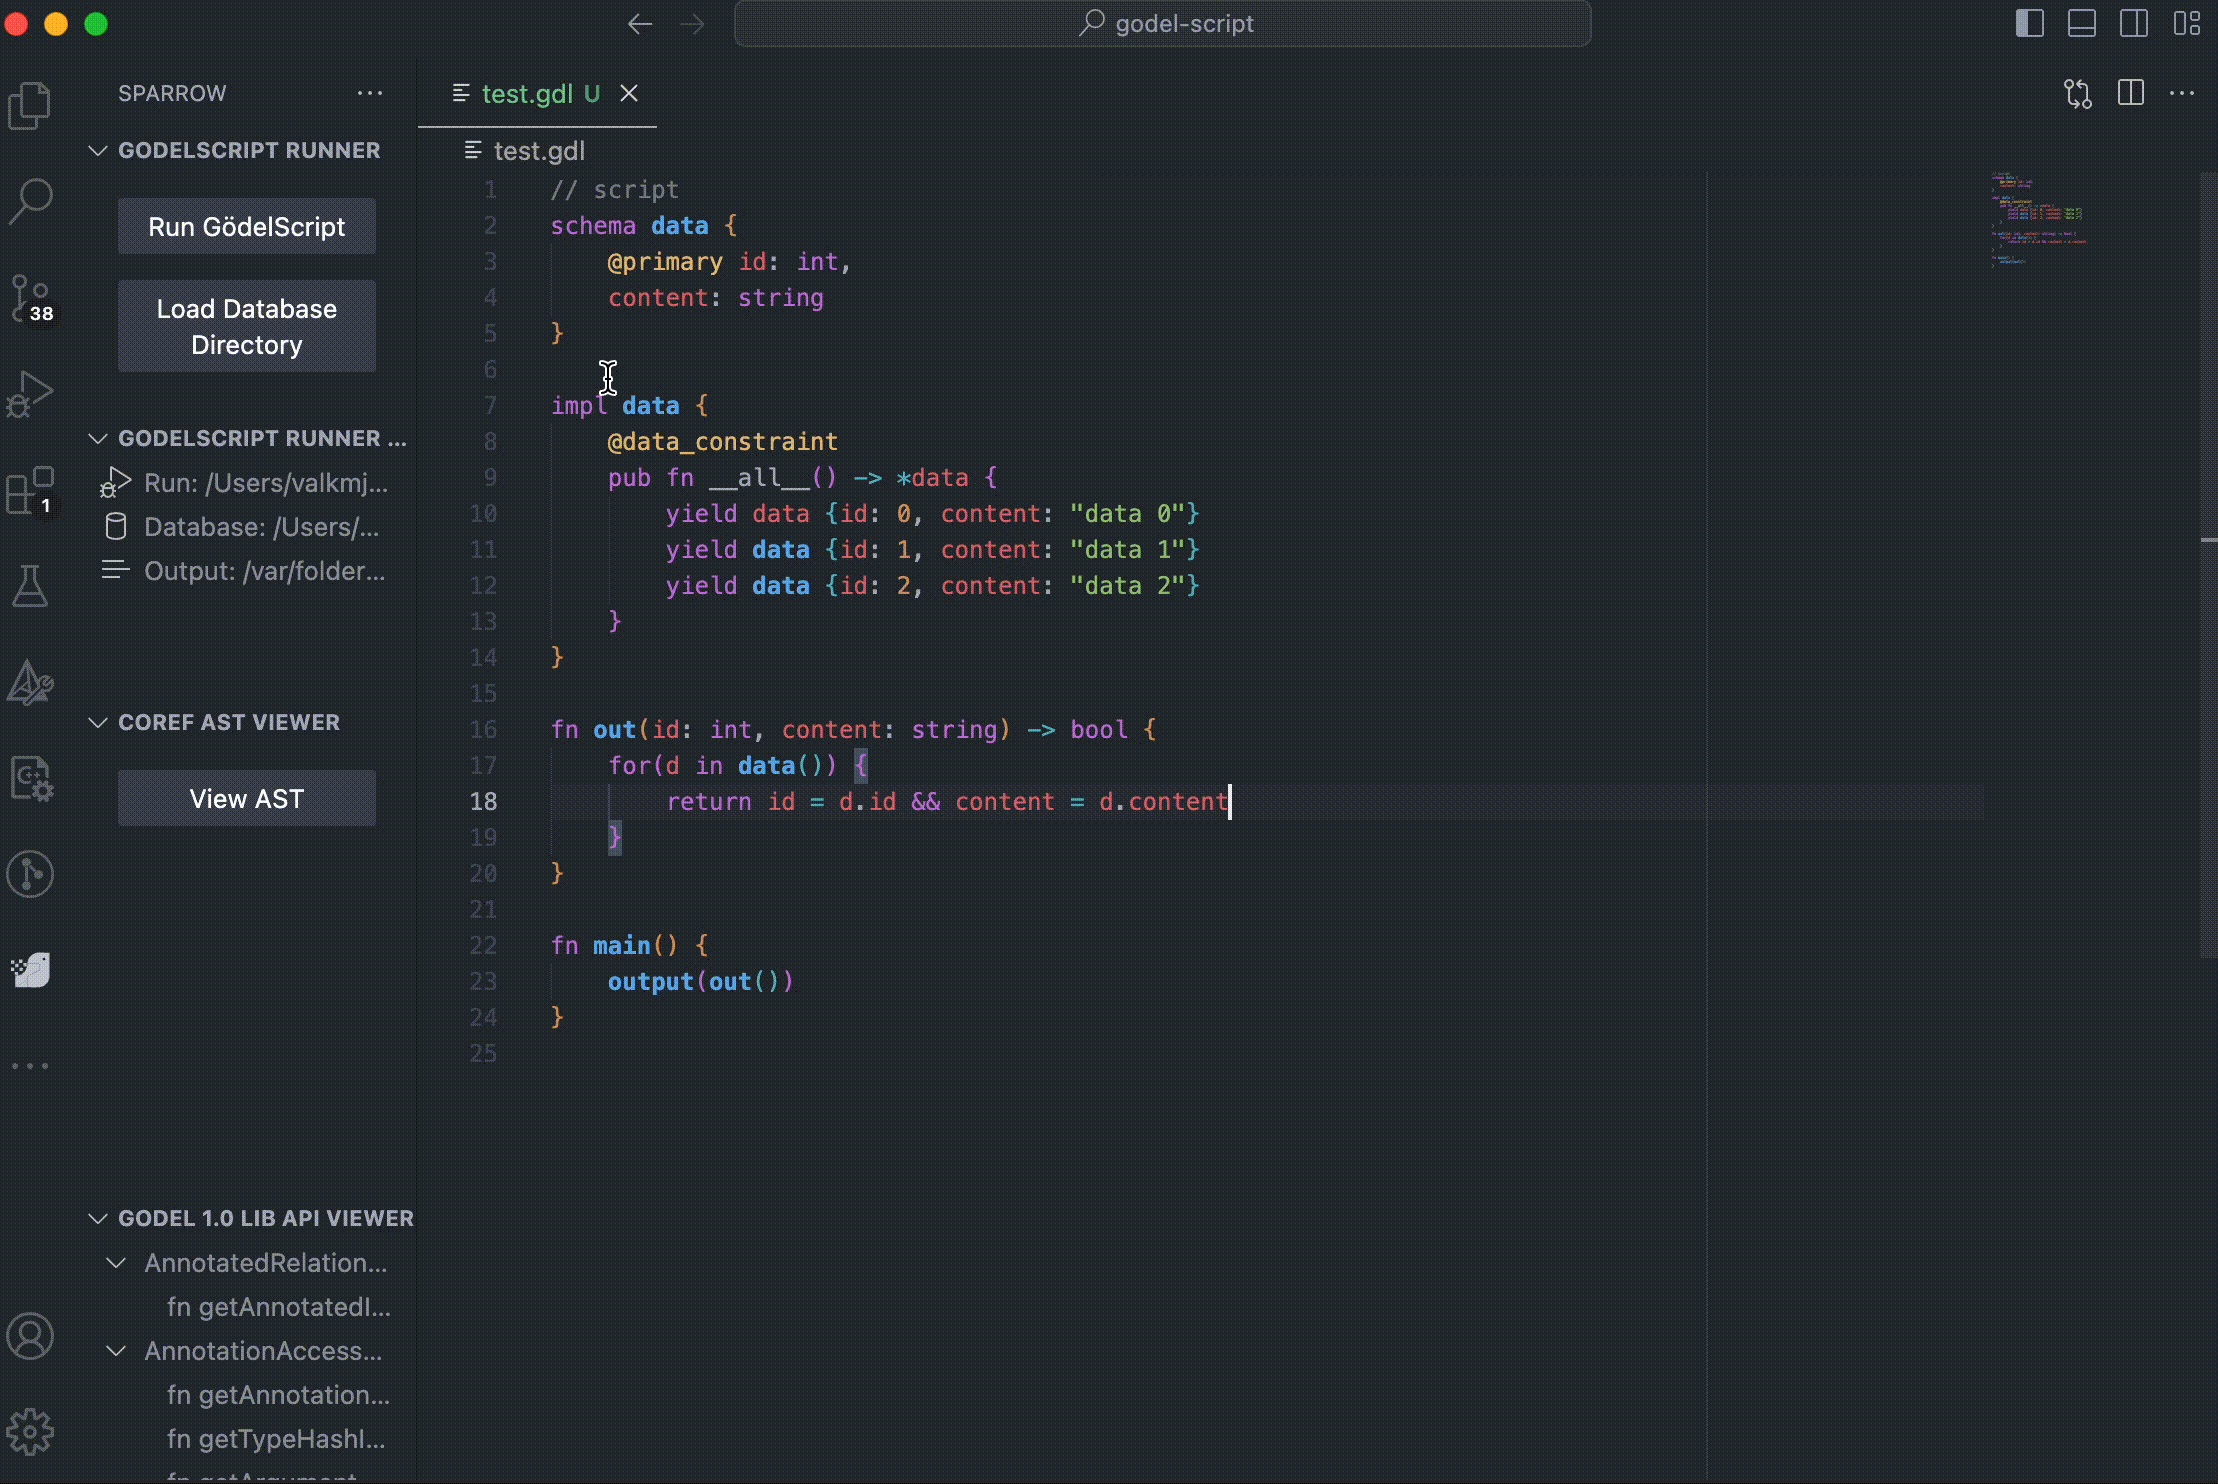 godel-script
SPARROW
GODELSCRIPT RUNNER
Run GödelScript
Load Database
Directory
38
GODELSCRIPT RUNNER ...
Run: /Users/valkmj...
1
Database: /Users/...
Output: /var/folder...
COREF AST VIEWER
View AST
GODEL 1.0 LIB API VIEWER
AnnotatedRelation...
fn getAnnotatedI...
AnnotationAccess...
fn getAnnotation...
fn getTypeHashI...
fn getArgument
test.gdl U
test.gdl
1 // script
2 schema data {
3 @primary id: int,
4 content: string
5 }
6
7 impl data {
8 @data_constraint
9 pub fn __all__() -> *data {
10 yield data {id: 0, content: "data 0"}
11 yield data {id: 1, content: "data 1"}
12 yield data {id: 2, content: "data 2"}
13 }
14 }
15
16 fn out(id: int, content: string) -> bool {
17 for(d in data()) {
18 return id = d.id && content = d.content
19 }
20 }
21
22 fn main() {
23 output(out())
24 }
25